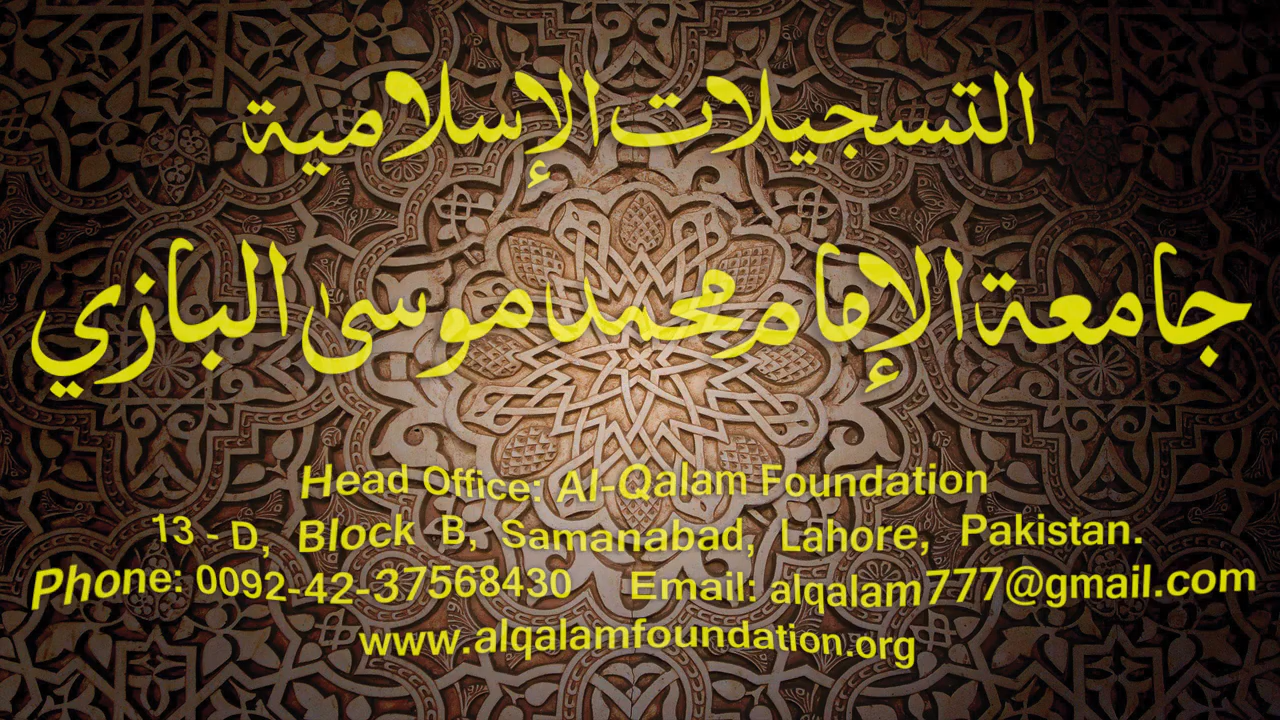 التسجيلات الإسلامية
جامعة الإمام محمد موسى البازي
Head Office: Al-Qalam Foundation
13 - D, Block B, Samanabad, Lahore, Pakistan.
Phone: 0092-42-37568430 Email: alqalam777@gmail.com
www.alqalamfoundation.org